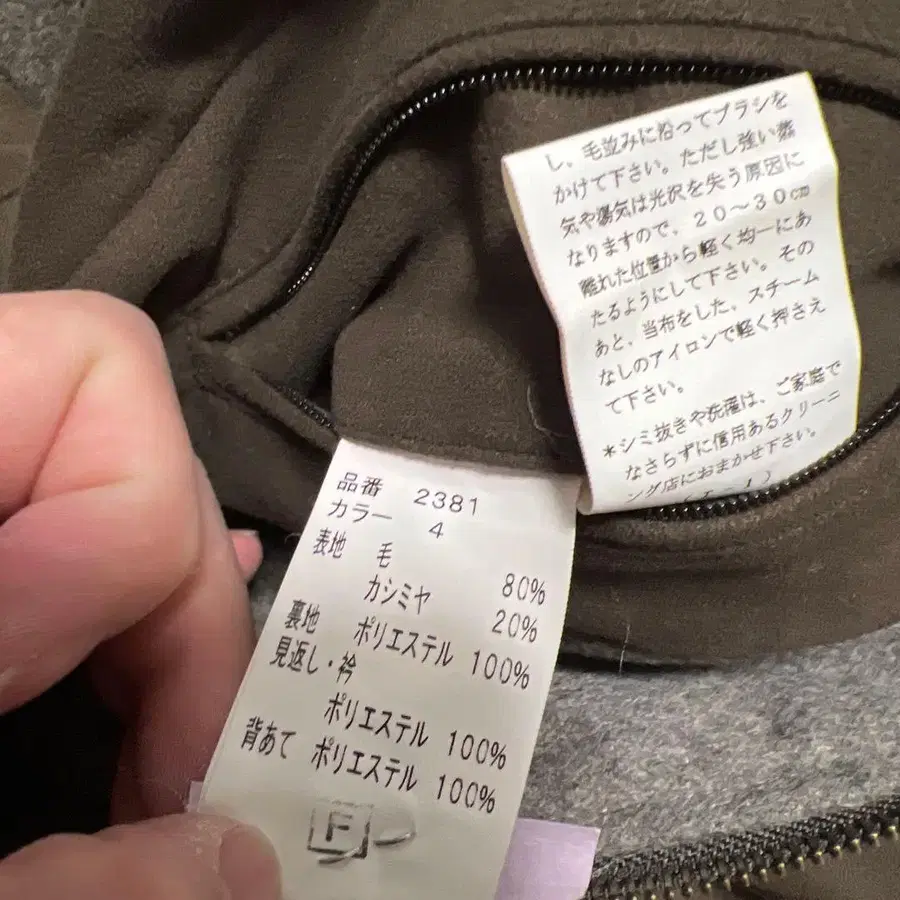 し、毛並みに沿ってブラシを
かけて下さい。ただし強い蒸
気や湯気は光沢を失う原因に
なりますので、20〜30cm
離れた位置から軽く均一にあ
たるようにして下さい。その
あと、当布をした、スチーム
なしのアイロンで軽く押さえ
て下さい。
*シミ抜きや洗濯は、ご家庭で
なさらずに信用あるクリーニ
ング店におまかせ下さい。
品番 2381
カラー 4
表地 毛 80%
カシミヤ 20%
裏地 ポリエステル 100%
見返し・衿
ポリエステル 100%
背あて ポリエステル 100%
F